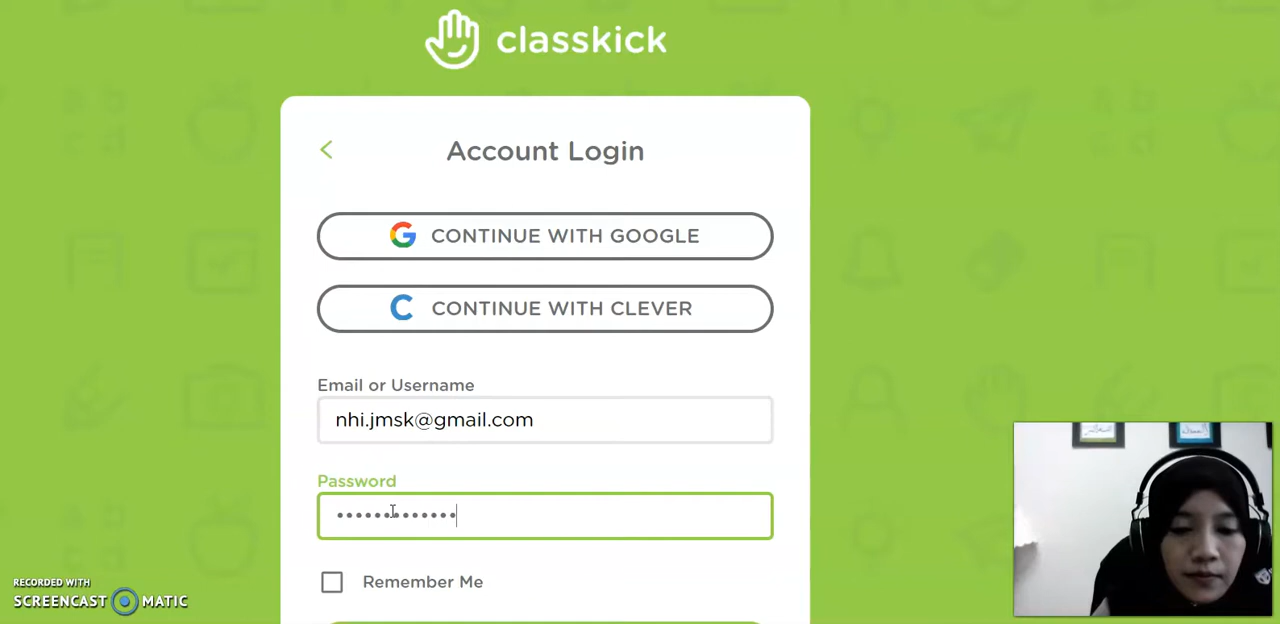 classkick
Account Login
CONTINUE WITH GOOGLE
CONTINUE WITH CLEVER
Email or Username
nhi.jmsk@gmail.com
Password
Remember Me
RECORDED WITH
SCREENCAST MATIC